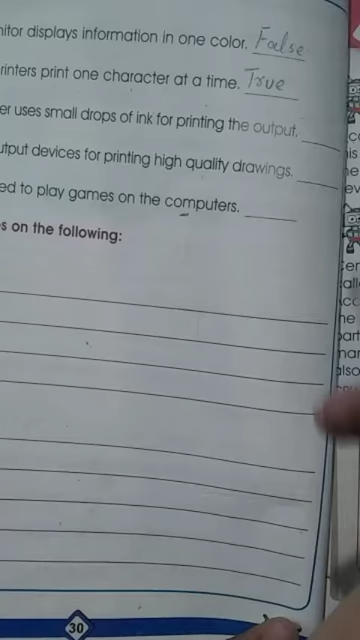 nitor displays information in one color. False
rinters print one character at a time. True
er uses small drops of ink for printing the output.
utput devices for printing high quality drawings.
ed to play games on the computers.
s on the following:
30